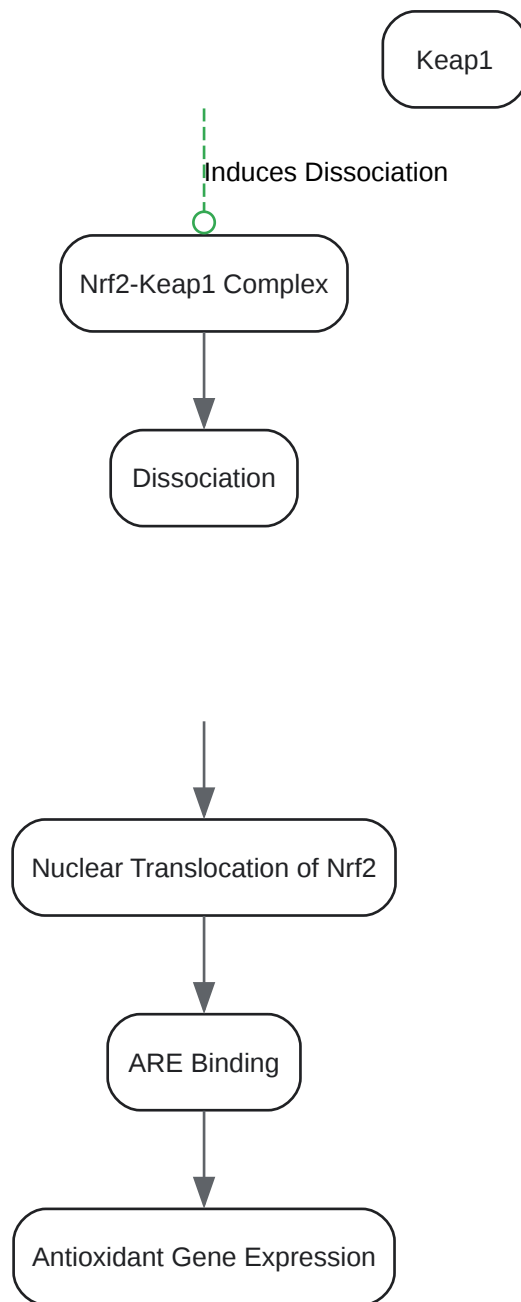 Keap1
Induces Dissociation
Nrf2-Keap1 Complex
Dissociation
Nuclear Translocation of Nrf2
ARE Binding
Antioxidant Gene Expression